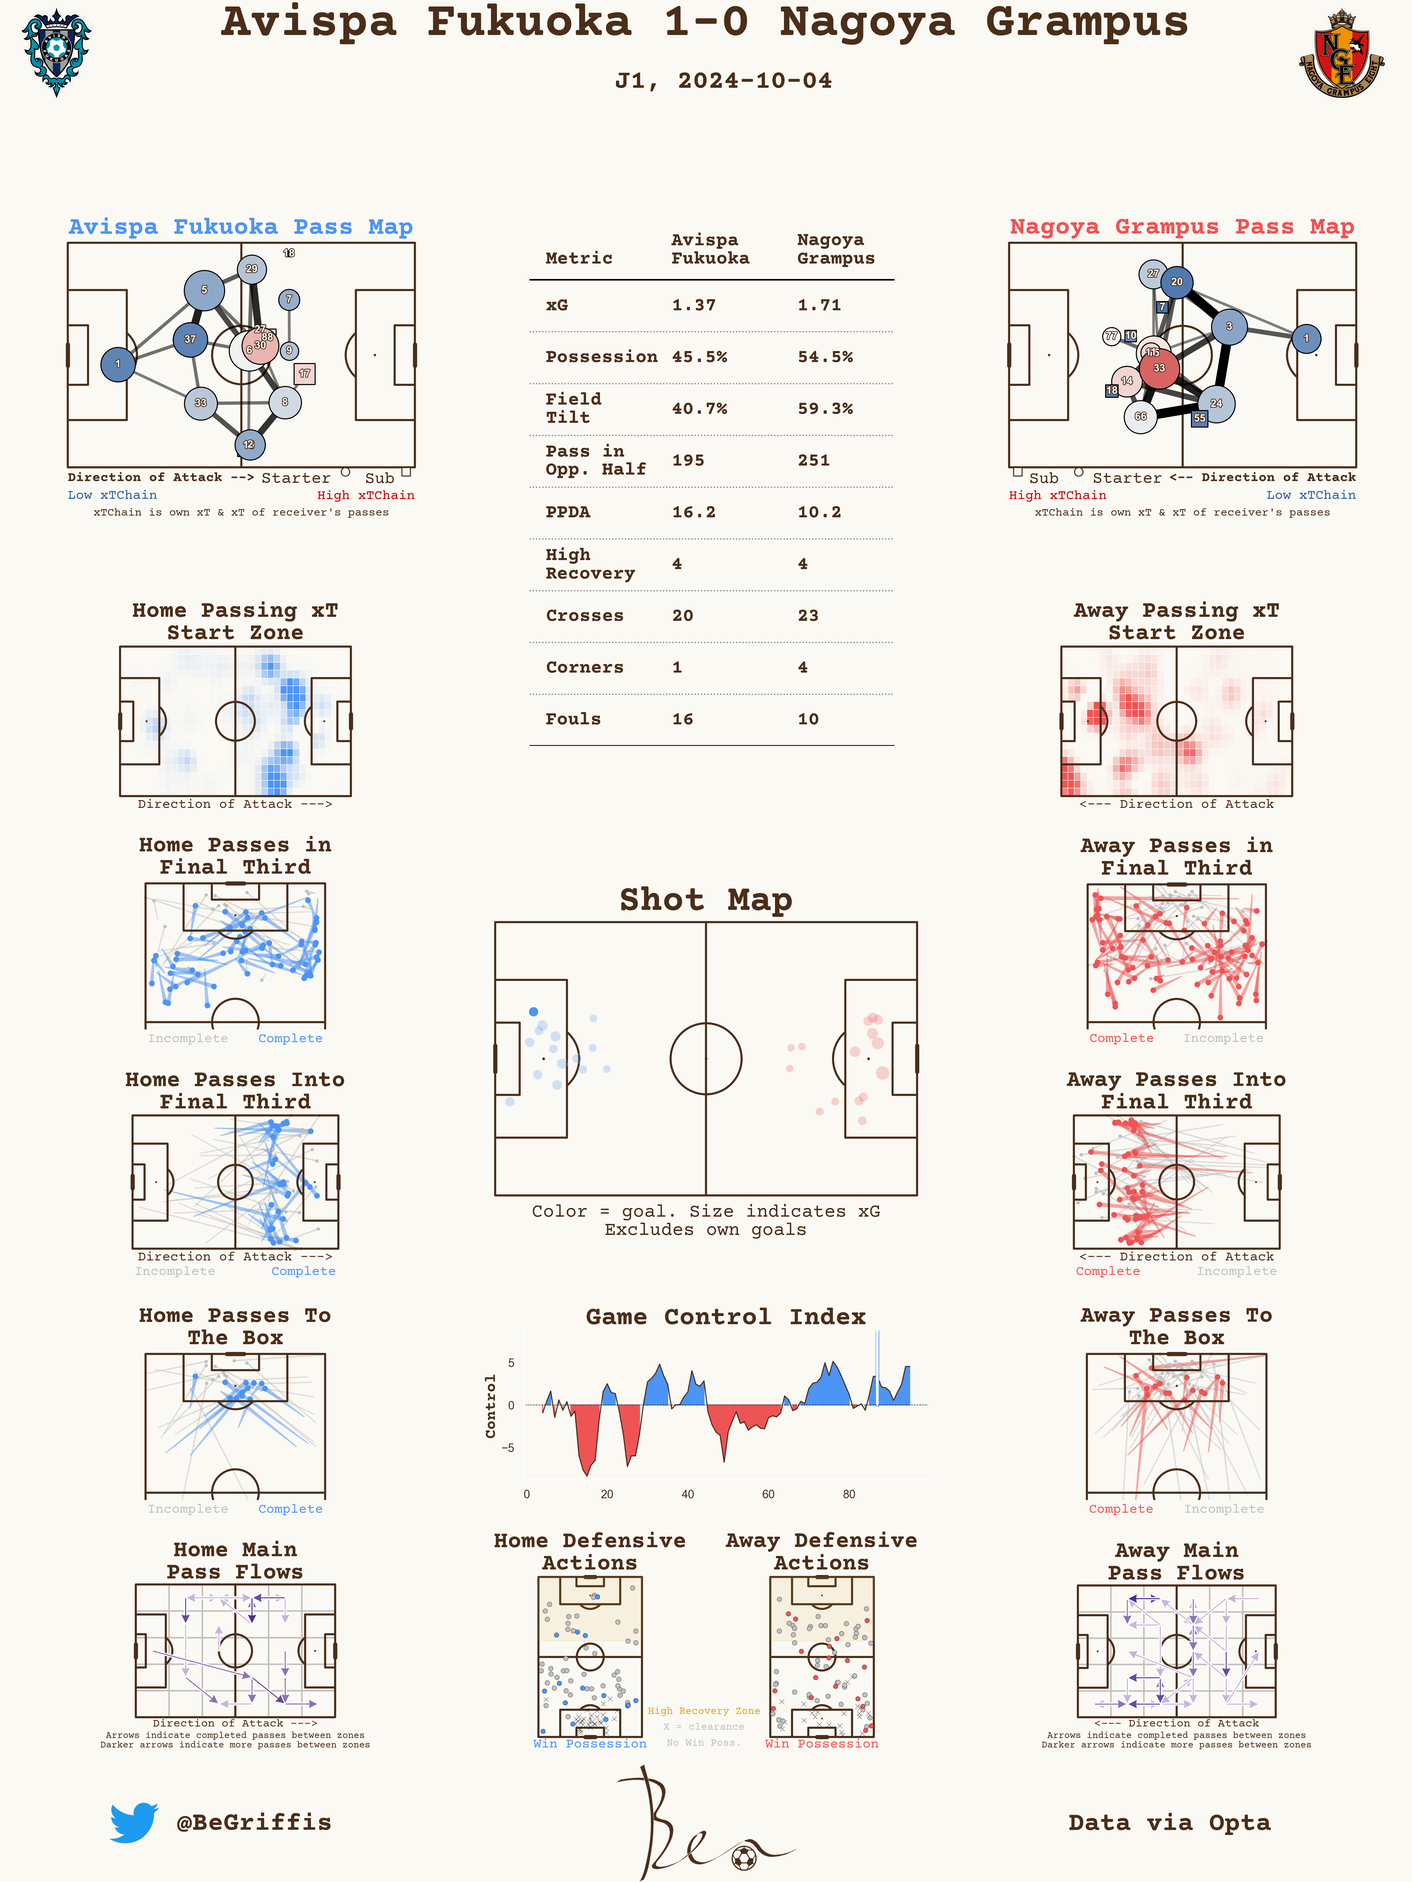 Avispa Fukuoka 1-0 Nagoya Grampus
J1, 2024-10-04
NAGOYA GRAMPUS EIGHT
Avispa Fukuoka Pass Map
18
29
5
7
27
88
37
6
30
9
1
17
33
8
13
Direction of Attack --> Starter Sub
Low xTChain High xTChain
xTChain is own xT & xT of receiver's passes
Metric Avispa Fukuoka Nagoya Grampus
xG 1.37 1.71
Possession 45.5% 54.5%
Field Tilt 40.7% 59.3%
Pass in Opp. Half 195 251
PPDA 16.2 10.2
High Recovery 4 4
Crosses 20 23
Corners 1 4
Fouls 16 10
Nagoya Grampus Pass Map
27
20
7
3
77
10
1
15
33
14
18
24
66
55
Sub Starter <-- Direction of Attack
High xTChain Low xTChain
xTChain is own xT & xT of receiver's passes
Home Passing xT
Start Zone
Direction of Attack --->
Away Passing xT
Start Zone
<--- Direction of Attack
Home Passes in
Final Third
Incomplete Complete
Away Passes in
Final Third
Complete Incomplete
Shot Map
Color = goal. Size indicates xG
Excludes own goals
Home Passes Into
Final Third
Direction of Attack --->
Incomplete Complete
Away Passes Into
Final Third
<--- Direction of Attack
Complete Incomplete
Home Passes To
The Box
Incomplete Complete
Game Control Index
Control
5
0
−5
0 20 40 60 80
Away Passes To
The Box
Complete Incomplete
Home Main
Pass Flows
Direction of Attack --->
Arrows indicate completed passes between zones
Darker arrows indicate more passes between zones
Home Defensive
Actions
Win Possession
High Recovery Zone
X = clearance
No Win Poss.
Away Defensive
Actions
Win Possession
Away Main
Pass Flows
<--- Direction of Attack
Arrows indicate completed passes between zones
Darker arrows indicate more passes between zones
@BeGriffis
Ben
Data via Opta